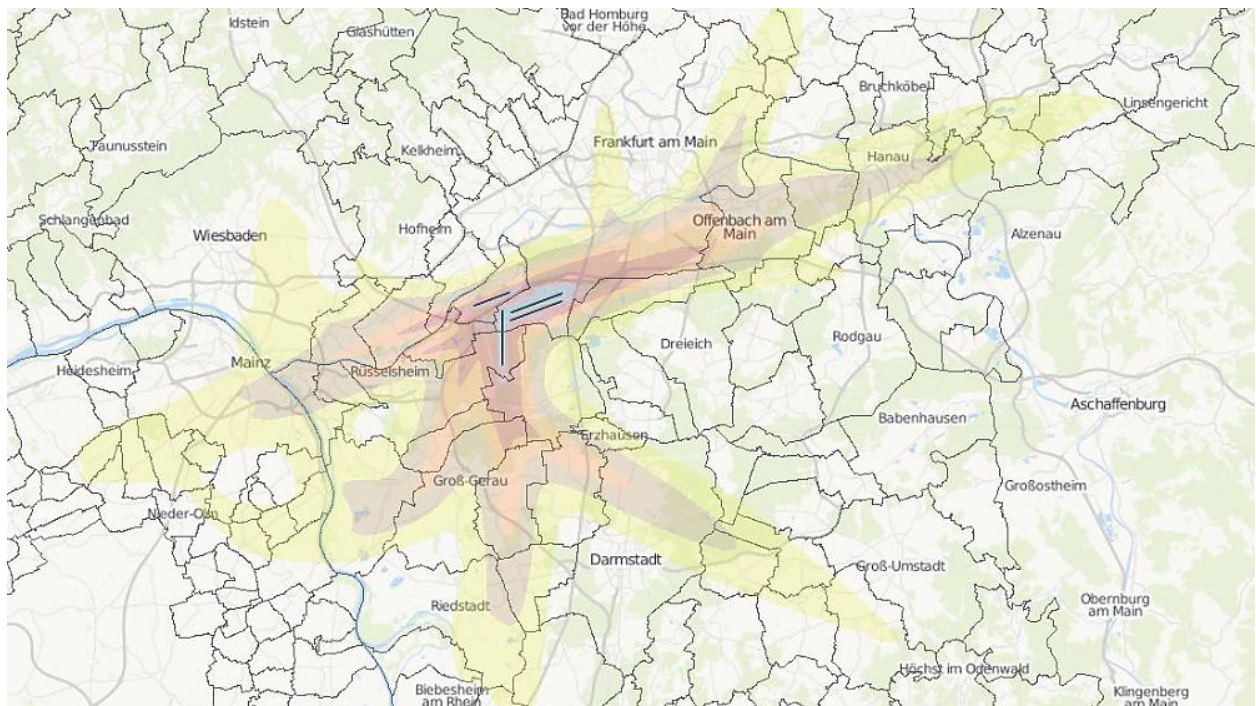 Idstein
Glashütten
Bad Homburg
vor der Höhe
Bruchköbel
Linsengericht
Taunusstein
Kelkheim
Frankfurt am Main
Hanau
Schlangenbad
Wiesbaden
Hofheim
Offenbach am
Main
Alzenau
Heidesheim
Mainz
Rüsselsheim
Dreieich
Rodgau
Aschaffenburg
Babenhausen
Erzhausen
Groß-Gerau
Großostheim
Nieder-Olm
Darmstadt
Groß-Umstadt
Riedstadt
Obernburg
am Main
Höchst im Odenwald
Biebesheim
am Rhein
Klingenberg
am Main